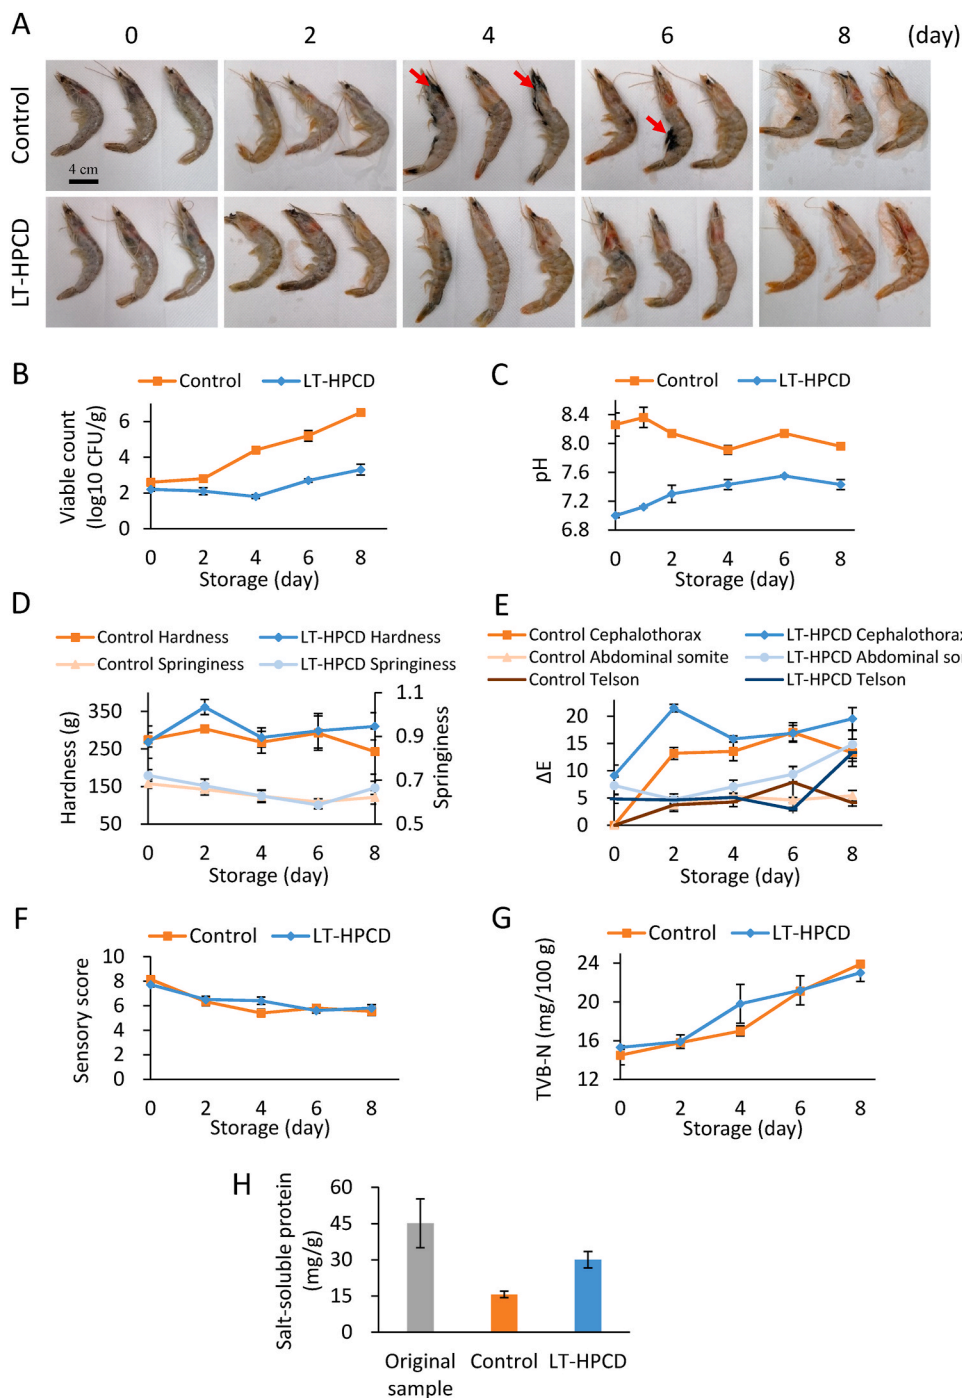 A
0 2 4 6 8 (day)
Control
4 cm
LT-HPCD
B
Control LT-HPCD
Viable count
(log10 CFU/g)
6
4
2
0
0 2 4 6 8
Storage (day)
C
Control LT-HPCD
pH
8.4
8.0
7.6
7.2
6.8
0 2 4 6 8
Storage (day)
D
Control Hardness LT-HPCD Hardness
Control Springiness LT-HPCD Springiness
Hardness (g)
350
250
150
50
1.1
0.9
0.7
0.5
Springiness
0 2 4 6 8
Storage (day)
E
Control Cephalothorax LT-HPCD Cephalothorax
Control Abdominal somite LT-HPCD Abdominal so
Control Telson LT-HPCD Telson
ΔE
20
15
10
5
0
0 2 4 6 8
Storage (day)
F
Control LT-HPCD
Sensory score
10
8
6
4
2
0
0 2 4 6 8
Storage (day)
G
Control LT-HPCD
TVB-N (mg/100 g)
24
20
16
12
0 2 4 6 8
Storage (day)
H
Salt-soluble protein
(mg/g)
60
45
30
15
0
Original Control LT-HPCD
sample